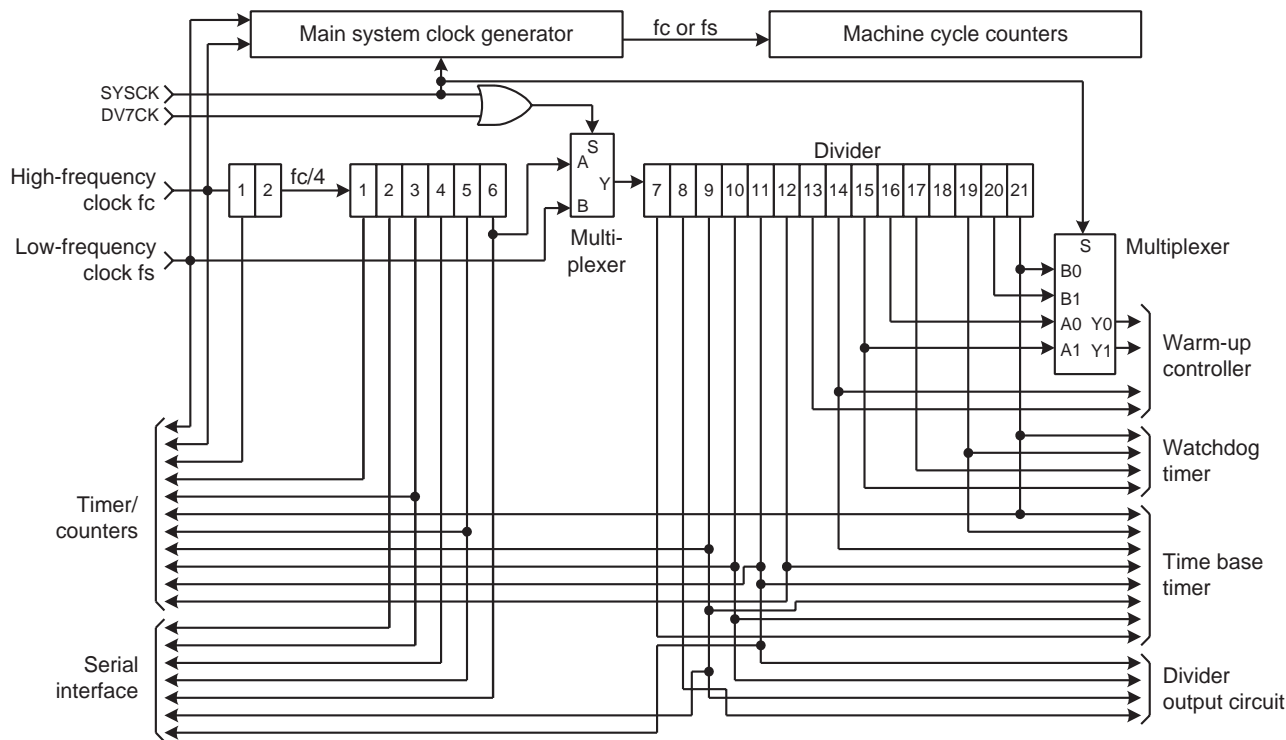 Main system clock generator
fc or fs
Machine cycle counters
SYSCK
DV7CK
High-frequency
clock fc
1 2
fc/4
1 2 3 4 5 6
S
A
Y
B
Multi-
plexer
Divider
7 8 9 10 11 12 13 14 15 16 17 18 19 20 21
Low-frequency
clock fs
S
B0
B1
A0 Y0
A1 Y1
Multiplexer
Warm-up
controller
Watchdog
timer
Timer/
counters
Time base
timer
Serial
interface
Divider
output circuit